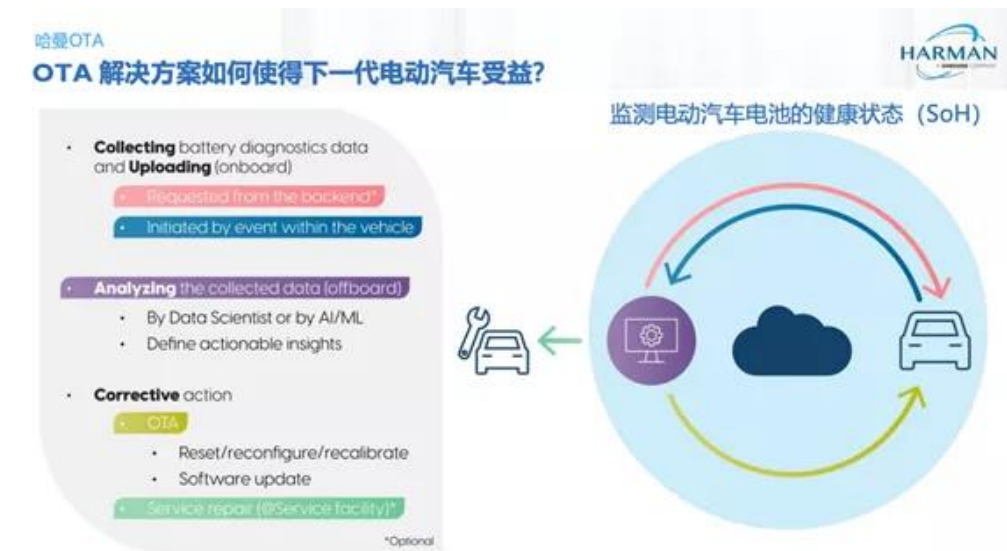 哈曼OTA
OTA 解决方案如何使得下一代电动汽车受益？
HARMAN
监测电动汽车电池的健康状态（SoH）
• Collecting battery diagnostics data
and Uploading (onboard)
• Requested from the backend*
• Initiated by event within the vehicle
• Analyzing the collected data (offboard)
• By Data Scientist or by AI/ML
• Define actionable insights
• Corrective action
• OTA
• Reset/reconfigure/recalibrate
• Software update
• Service repair (@Service facility)*
*Optional